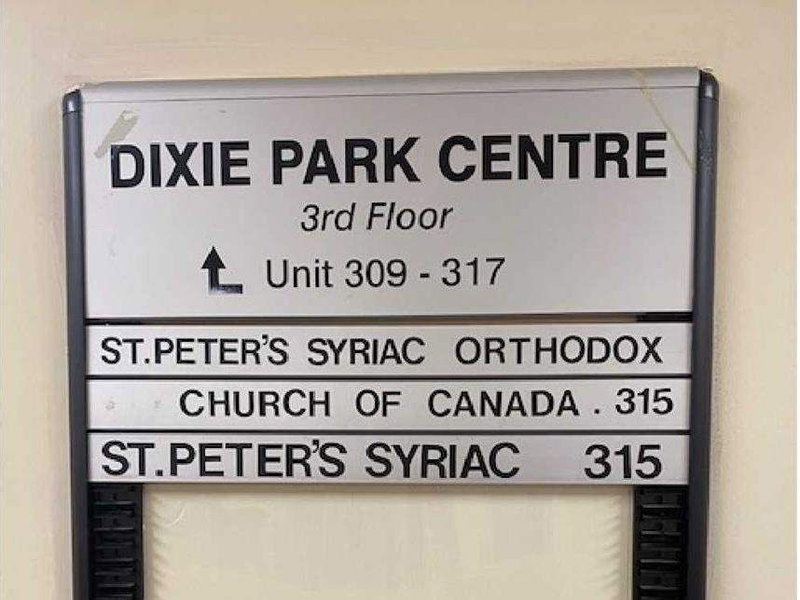 DIXIE PARK CENTRE
3rd Floor
Unit 309 - 317
ST.PETER'S SYRIAC ORTHODOX
CHURCH OF CANADA . 315
ST.PETER'S SYRIAC 315